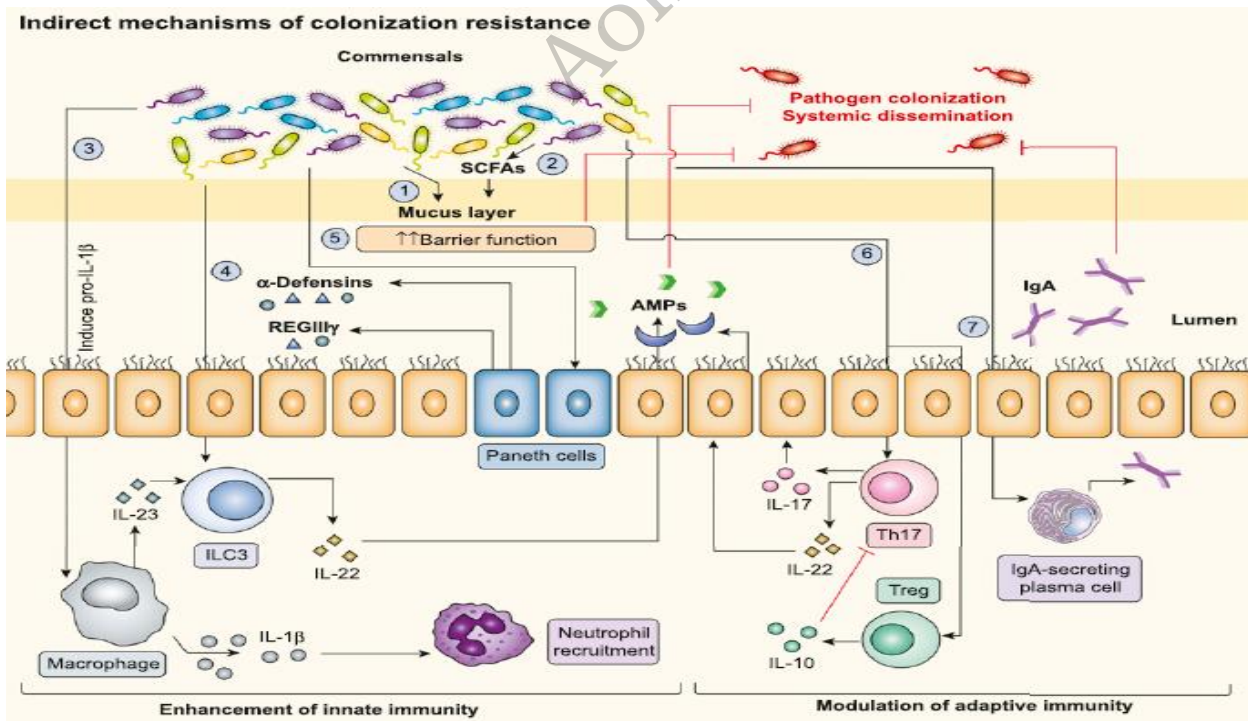 Indirect mechanisms of colonization resistance
Commensals
Pathogen colonization
Systemic dissemination
3
2
SCFAs
1
Mucus layer
5
↑↑Barrier function
6
4
α-Defensins
Induce pro-IL-1β
AMPs
IgA
REGIIIγ
7
Lumen
Paneth cells
IL-23
ILC3
IL-22
IL-17
Th17
IL-22
IgA-secreting
plasma cell
Treg
Macrophage
IL-1β
Neutrophil
recruitment
IL-10
Enhancement of innate immunity
Modulation of adaptive immunity